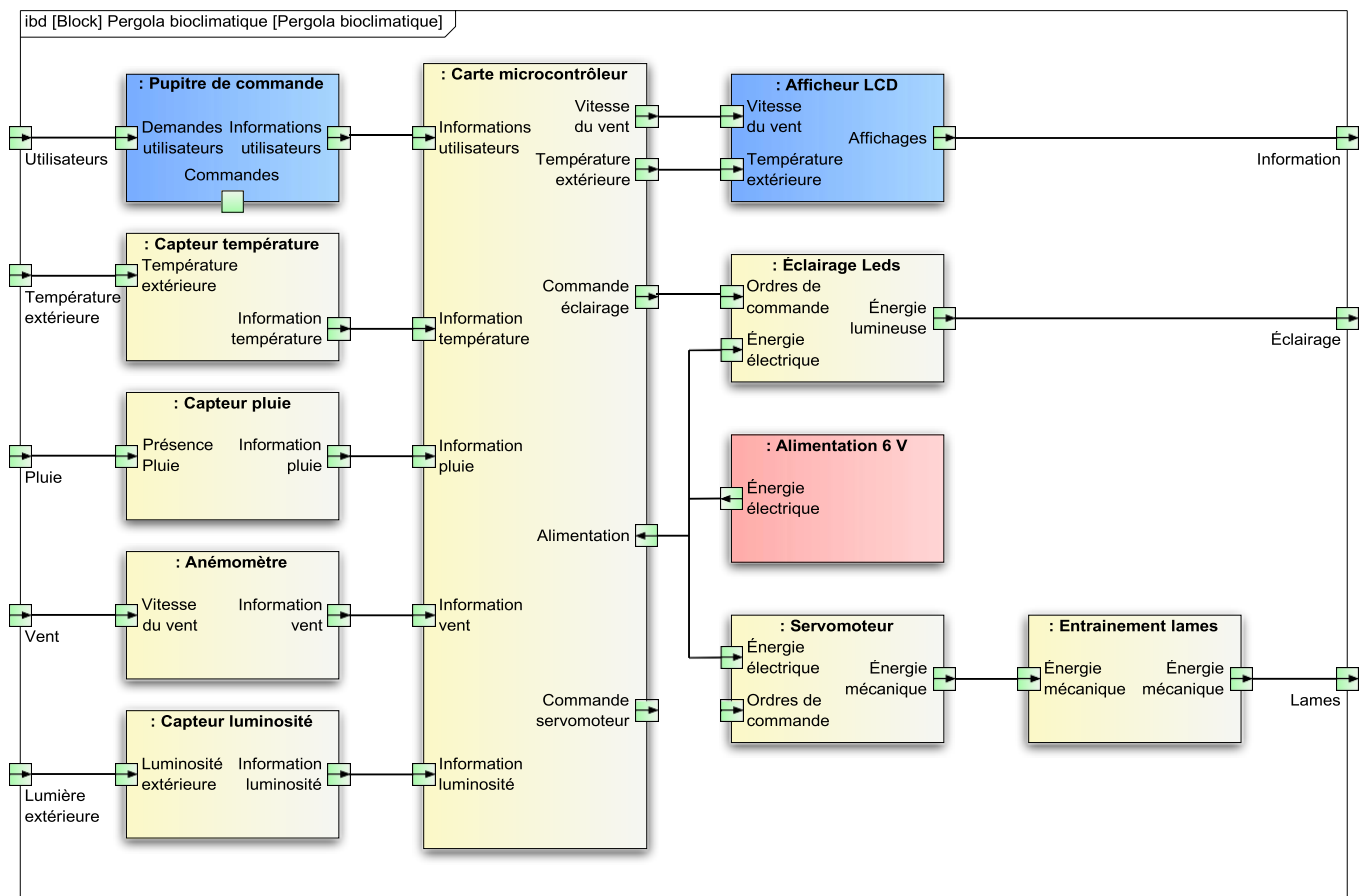 ibd [Block] Pergola bioclimatique [Pergola bioclimatique]
: Pupitre de commande
Demandes
utilisateurs
Informations
utilisateurs
Commandes
Utilisateurs
: Capteur température
Température
extérieure
Information
température
Température
extérieure
: Capteur pluie
Présence
Pluie
Information
pluie
Pluie
: Anémomètre
Vitesse
du vent
Information
vent
Vent
: Capteur luminosité
Luminosité
extérieure
Information
luminosité
Lumière
extérieure
: Carte microcontrôleur
Informations
utilisateurs
Information
température
Information
pluie
Information
vent
Information
luminosité
Vitesse
du vent
Température
extérieure
Commande
éclairage
Alimentation
Commande
servomoteur
: Afficheur LCD
Vitesse
du vent
Température
extérieure
Affichages
Information
: Éclairage Leds
Ordres de
commande
Énergie
électrique
Énergie
lumineuse
Éclairage
: Alimentation 6 V
Énergie
électrique
: Servomoteur
Énergie
électrique
Ordres de
commande
Énergie
mécanique
: Entrainement lames
Énergie
mécanique
Énergie
mécanique
Lames